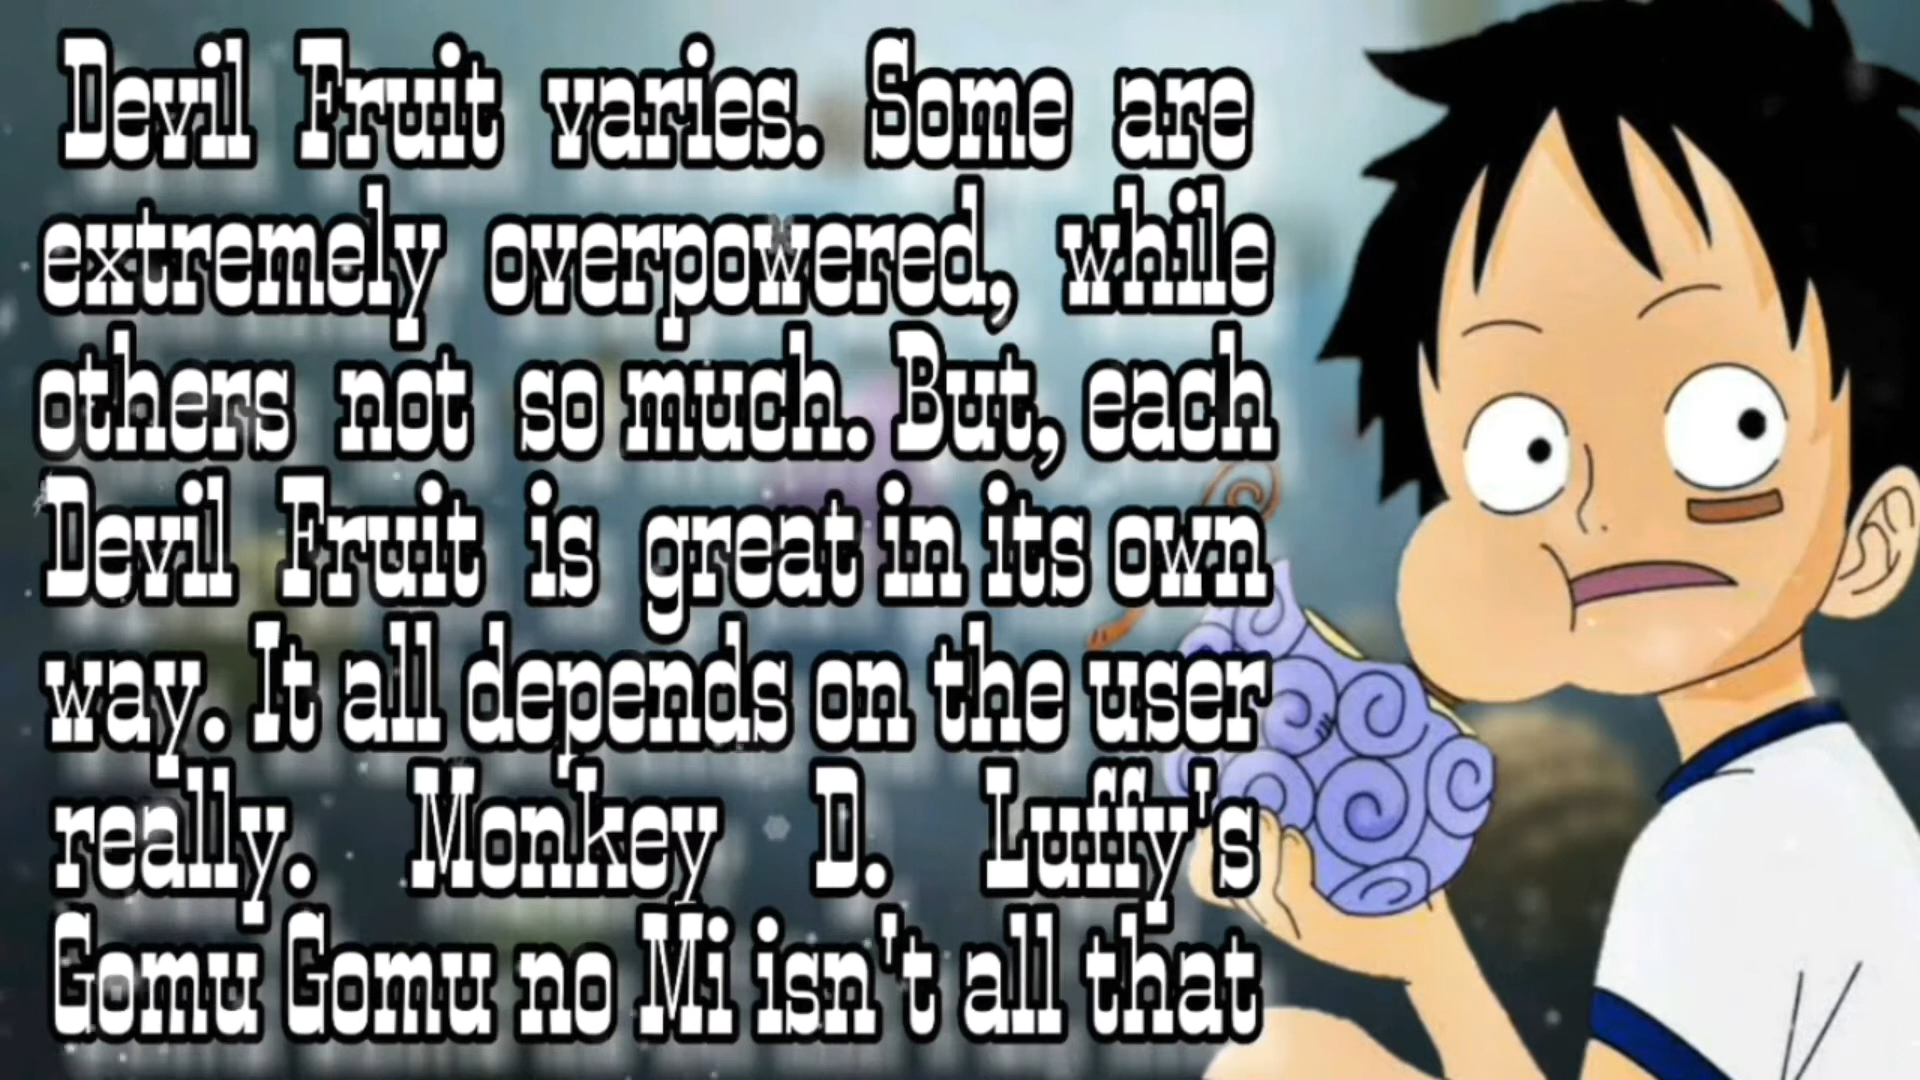 Devil Fruit varies. Some are
extremely overpowered, while
others not so much. But, each
Devil Fruit is great in its own
way. It all depends on the user
really. Monkey D. Luffy's
Gomu Gomu no Mi isn't all that